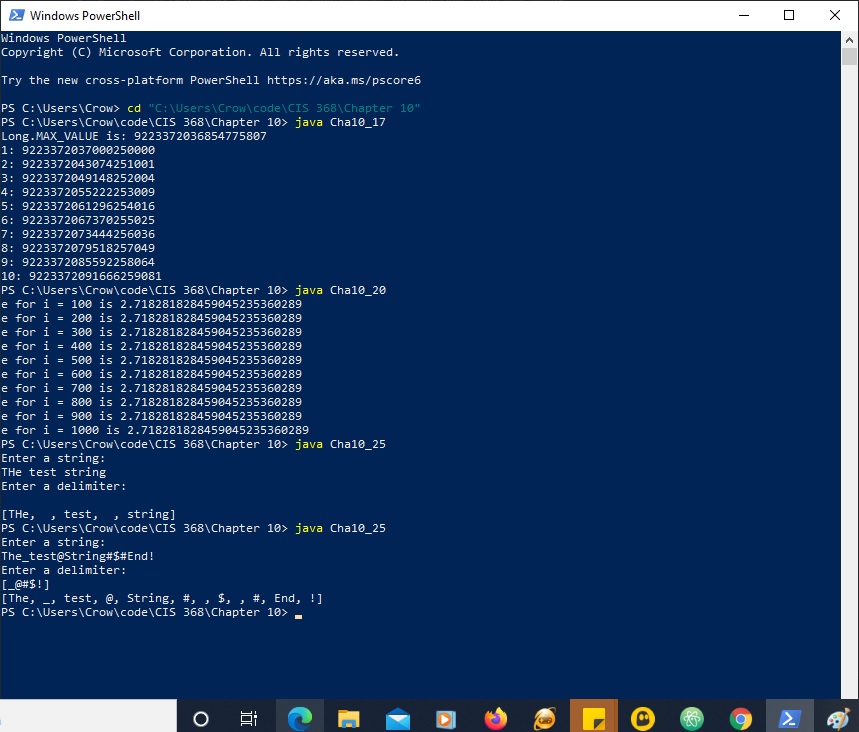 Windows PowerShell
Windows PowerShell
Copyright (C) Microsoft Corporation. All rights reserved.
Try the new cross-platform PowerShell https://aka.ms/pscore6
PS C:\Users\Crow> cd "C:\Users\Crow\code\CIS 368\Chapter 10"
PS C:\Users\Crow\code\CIS 368\Chapter 10> java Cha10_17
Long.MAX_VALUE is: 9223372036854775807
1: 9223372037000250000
2: 9223372043074251001
3: 9223372049148252004
4: 9223372055222253009
5: 9223372061296254016
6: 9223372067370255025
7: 9223372073444256036
8: 9223372079518257049
9: 9223372085592258064
10: 9223372091666259081
PS C:\Users\Crow\code\CIS 368\Chapter 10> java Cha10_20
e for i = 100 is 2.7182818284590452353602​89
e for i = 200 is 2.718281828459045235360289
e for i = 300 is 2.718281828459045235360289
e for i = 400 is 2.718281828459045235360289
e for i = 500 is 2.718281828459045235360289
e for i = 600 is 2.718281828459045235360289
e for i = 700 is 2.718281828459045235360289
e for i = 800 is 2.718281828459045235360289
e for i = 900 is 2.718281828459045235360289
e for i = 1000 is 2.718281828459045235360289
PS C:\Users\Crow\code\CIS 368\Chapter 10> java Cha10_25
Enter a string:
THe test string
Enter a delimiter:
[THe,  , test,  , string]
PS C:\Users\Crow\code\CIS 368\Chapter 10> java Cha10_25
Enter a string:
The_test@String#$#End!
Enter a delimiter:
[_@#$!]
[The, _, test, @, String, #, , $, , #, End, !]
PS C:\Users\Crow\code\CIS 368\Chapter 10>